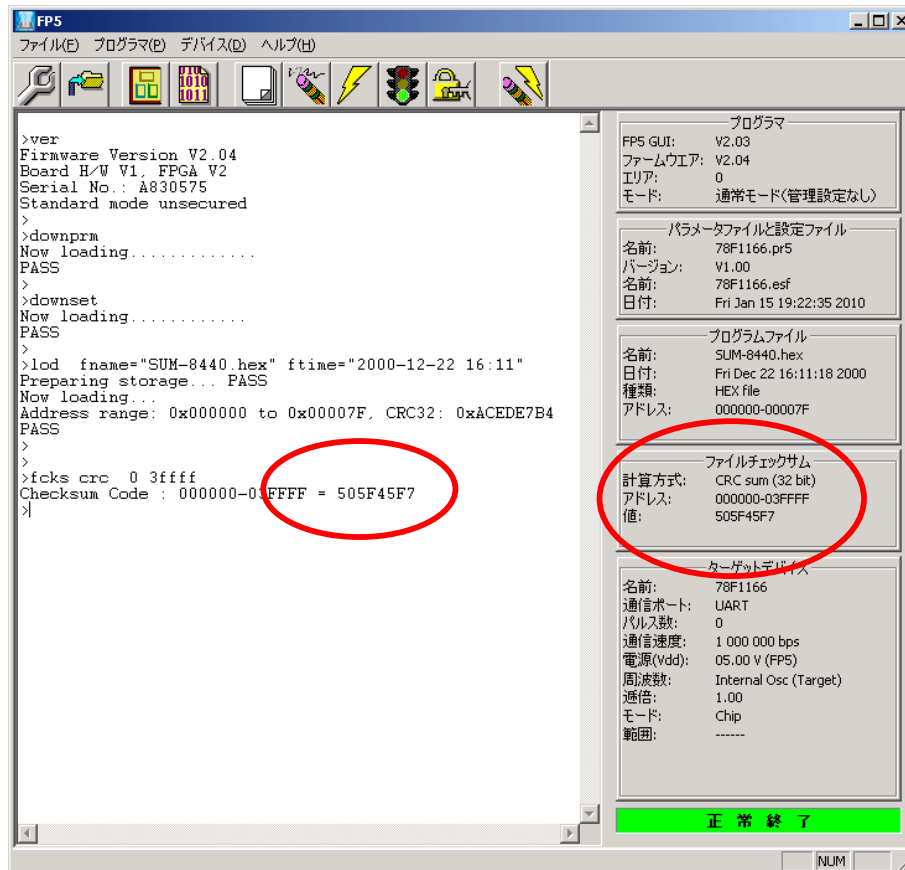 FP5
ファイル(F) プログラマ(P) デバイス(D) ヘルプ(H)
>ver
Firmware Version V2.04
Board H/W V1, FPGA V2
Serial No.: A830575
Standard mode unsecured
>
>downprm
Now loading.............
PASS
>
>downset
Now loading............
PASS
>
>lod fname="SUM-8440.hex" ftime="2000-12-22 16:11"
Preparing storage... PASS
Now loading...
Address range: 0x000000 to 0x00007F, CRC32: 0xACEDE7B4
PASS
>
>
>fcks crc 0 3ffff
Checksum Code : 000000-03FFFF = 505F45F7
>
プログラマ
FP5 GUI: V2.03
ファームウエア: V2.04
エリア: 0
モード: 通常モード(管理設定なし)
パラメータファイルと設定ファイル
名前: 78F1166.pr5
バージョン: V1.00
名前: 78F1166.esf
日付: Fri Jan 15 19:22:35 2010
プログラムファイル
名前: SUM-8440.hex
日付: Fri Dec 22 16:11:18 2000
種類: HEX file
アドレス: 000000-00007F
ファイルチェックサム
計算方式: CRC sum (32 bit)
アドレス: 000000-03FFFF
値: 505F45F7
ターゲットデバイス
名前: 78F1166
通信ポート: UART
パルス数: 0
通信速度: 1 000 000 bps
電源(Vdd): 05.00 V (FP5)
周波数: Internal Osc (Target)
逓倍: 1.00
モード: Chip
範囲: ------
正 常 終 了
NUM